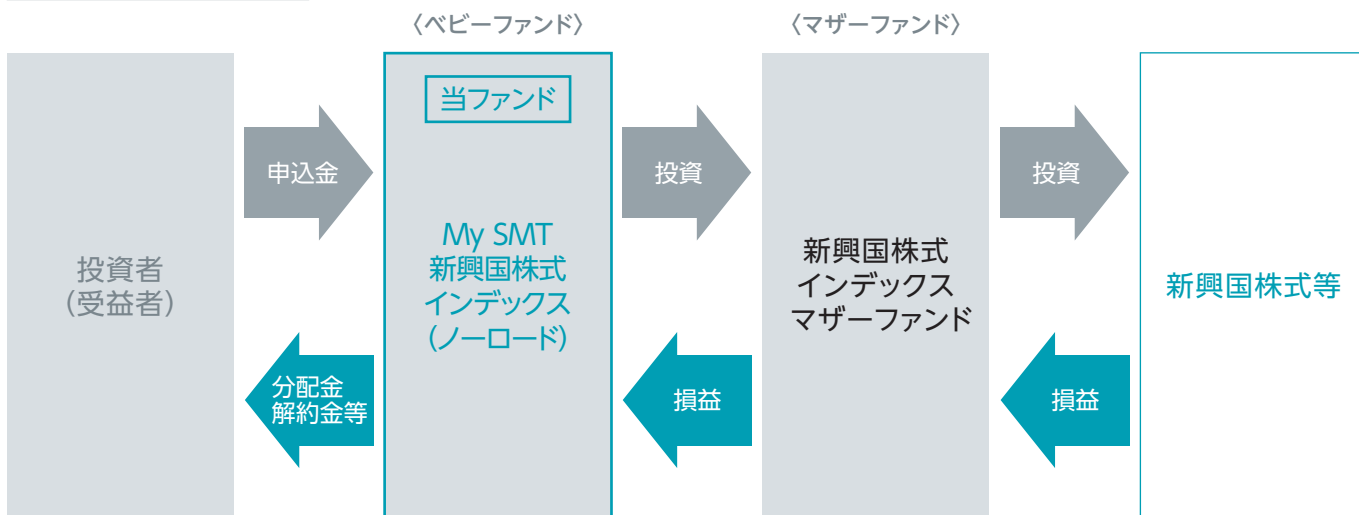 〈ベビーファンド〉
〈マザーファンド〉
投資者
(受益者)
申込金
分配金
解約金等
当ファンド
My SMT
新興国株式
インデックス
(ノーロード)
投資
損益
新興国株式
インデックス
マザーファンド
投資
損益
新興国株式等